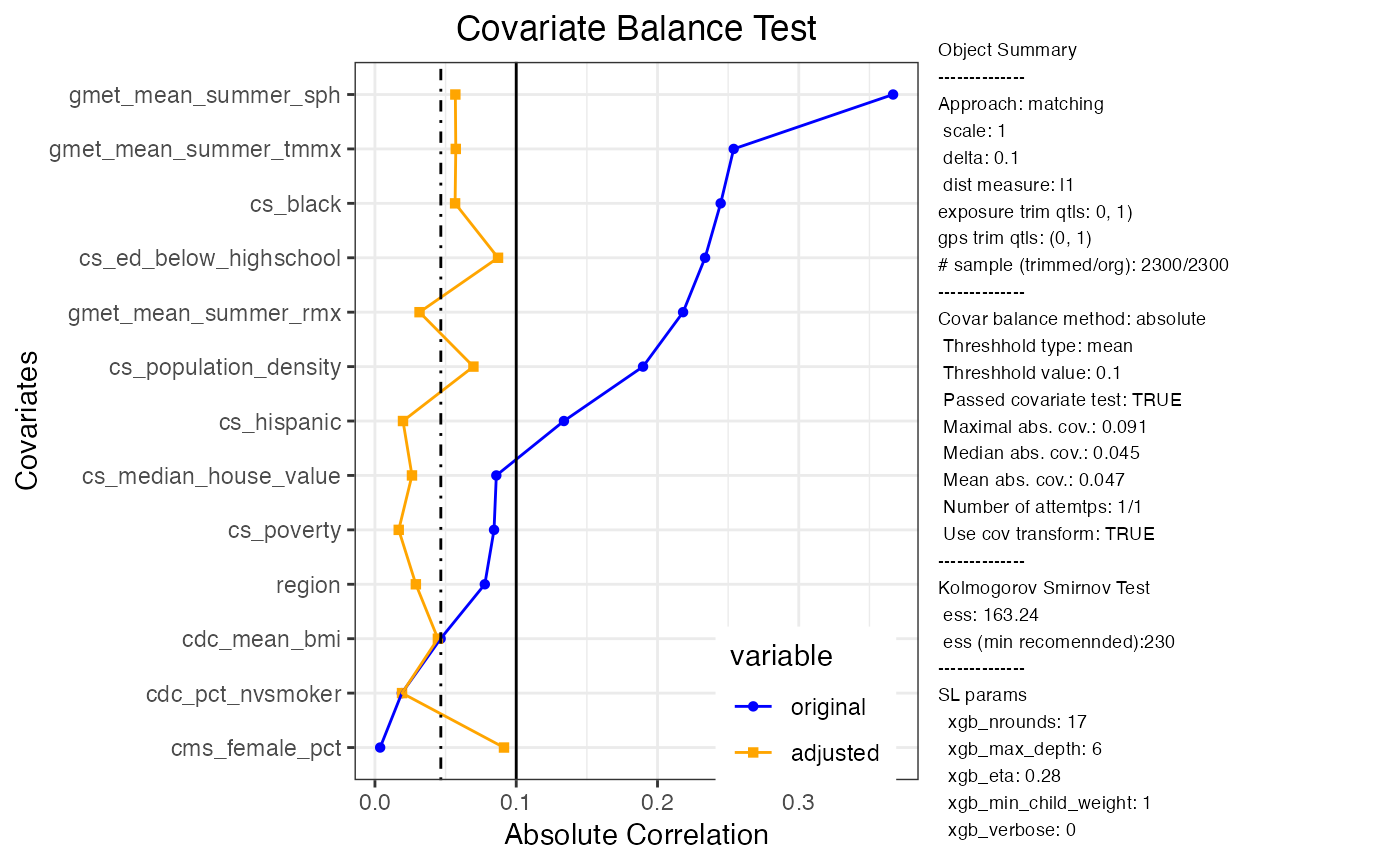 Covariate Balance Test
gmet_mean_summer_sph
gmet_mean_summer_tmmx
cs_black
cs_ed_below_highschool
gmet_mean_summer_rmx
cs_population_density
cs_hispanic
cs_median_house_value
cs_poverty
region
cdc_mean_bmi
cdc_pct_nvsmoker
cms_female_pct
Covariates
0.0
0.1
0.2
0.3
Absolute Correlation
variable
original
adjusted
Object Summary
--------------
Approach: matching
scale: 1
delta: 0.1
dist measure: l1
exposure trim qtls: 0, 1)
gps trim qtls: (0, 1)
# sample (trimmed/org): 2300/2300
--------------
Covar balance method: absolute
Threshhold type: mean
Threshhold value: 0.1
Passed covariate test: TRUE
Maximal abs. cov.: 0.091
Median abs. cov.: 0.045
Mean abs. cov.: 0.047
Number of attemtps: 1/1
Use cov transform: TRUE
--------------
Kolmogorov Smirnov Test
ess: 163.24
ess (min recomennded):230
--------------
SL params
xgb_nrounds: 17
xgb_max_depth: 6
xgb_eta: 0.28
xgb_min_child_weight: 1
xgb_verbose: 0